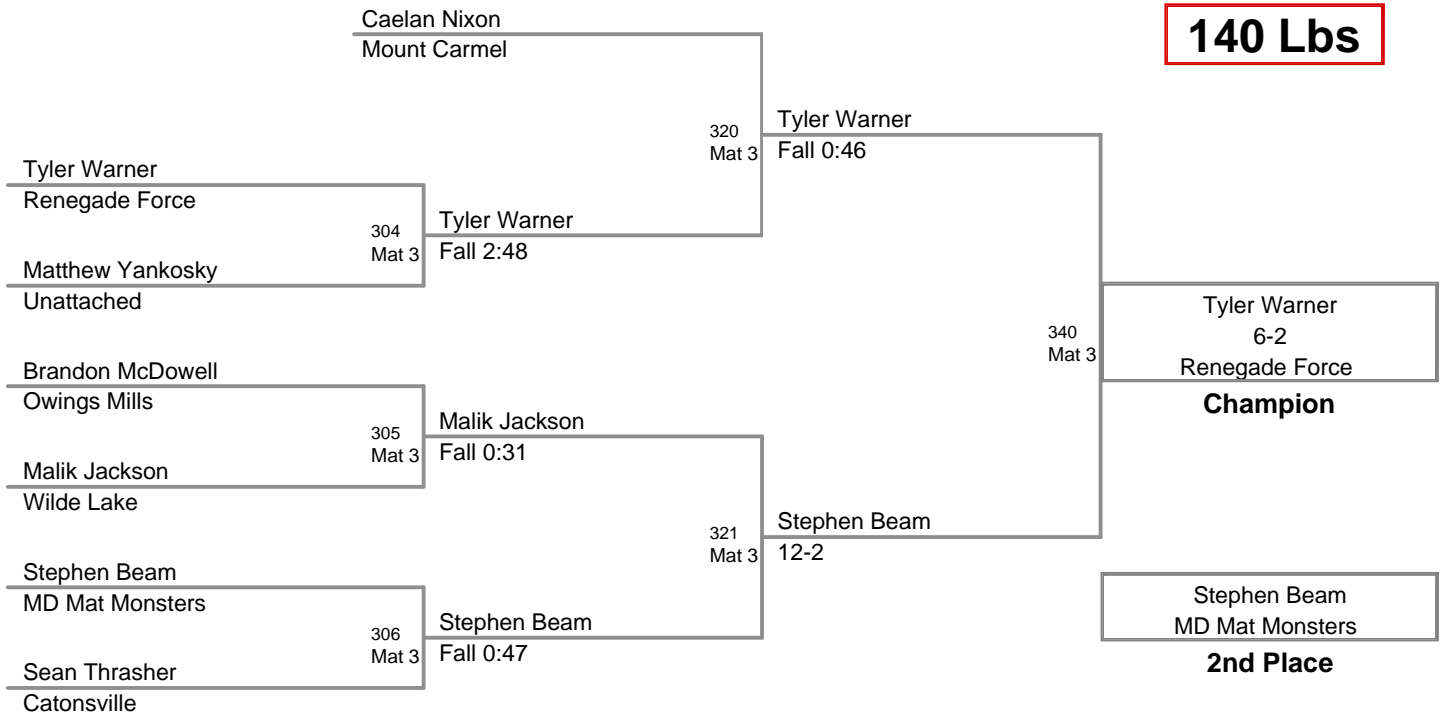 140 Lbs
Caelan Nixon
Mount Carmel
320
Mat 3
Tyler Warner
Fall 0:46
Tyler Warner
Renegade Force
304
Mat 3
Tyler Warner
Fall 2:48
Matthew Yankosky
Unattached
340
Mat 3
Tyler Warner
6-2
Renegade Force
Champion
Brandon McDowell
Owings Mills
305
Mat 3
Malik Jackson
Fall 0:31
Malik Jackson
Wilde Lake
321
Mat 3
Stephen Beam
12-2
Stephen Beam
MD Mat Monsters
306
Mat 3
Stephen Beam
Fall 0:47
Sean Thrasher
Catonsville
Stephen Beam
MD Mat Monsters
2nd Place